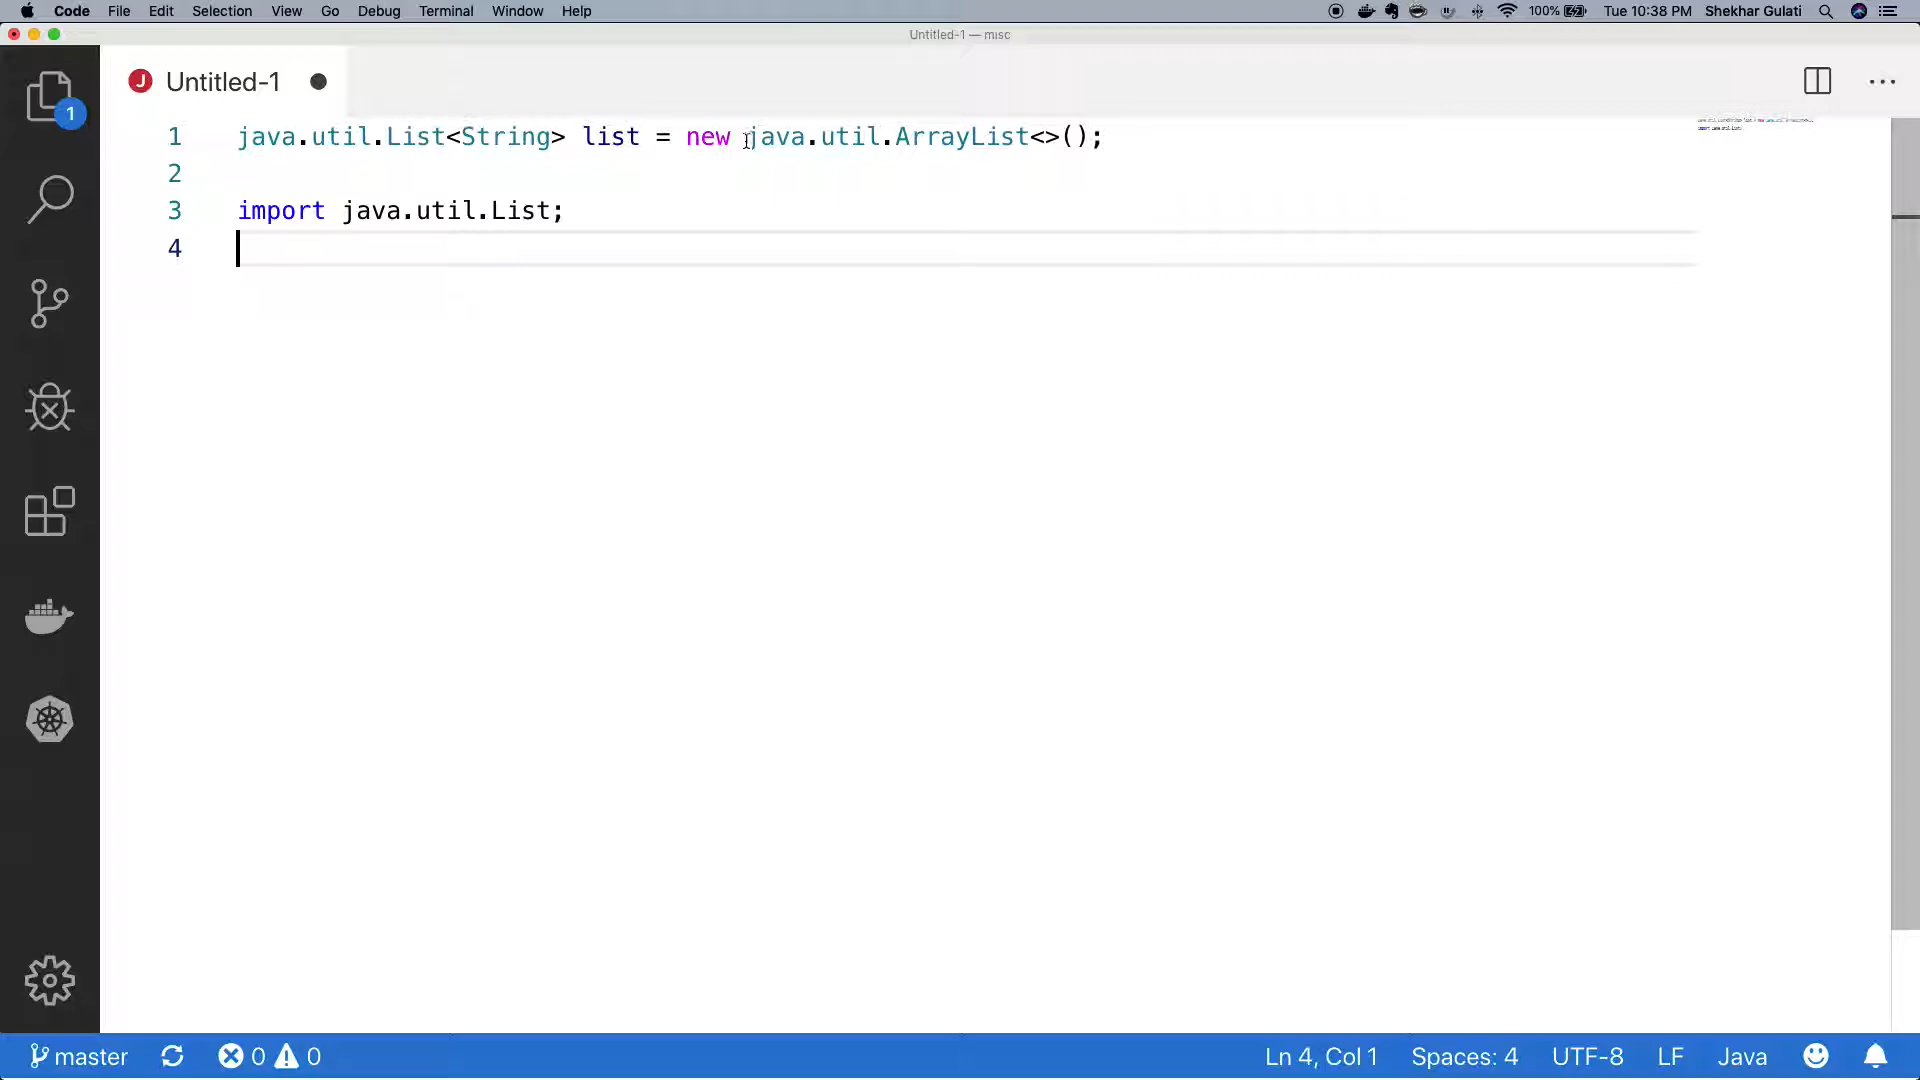 Code File Edit Selection View Go Debug Terminal Window Help 100% Tue 10:38 PM Shekhar Gulati
Untitled-1 — misc
J Untitled-1
1
1 java.util.List<String> list = new java.util.ArrayList<>();
2
3 import java.util.List;
4
master 0 0 Ln 4, Col 1 Spaces: 4 UTF-8 LF Java